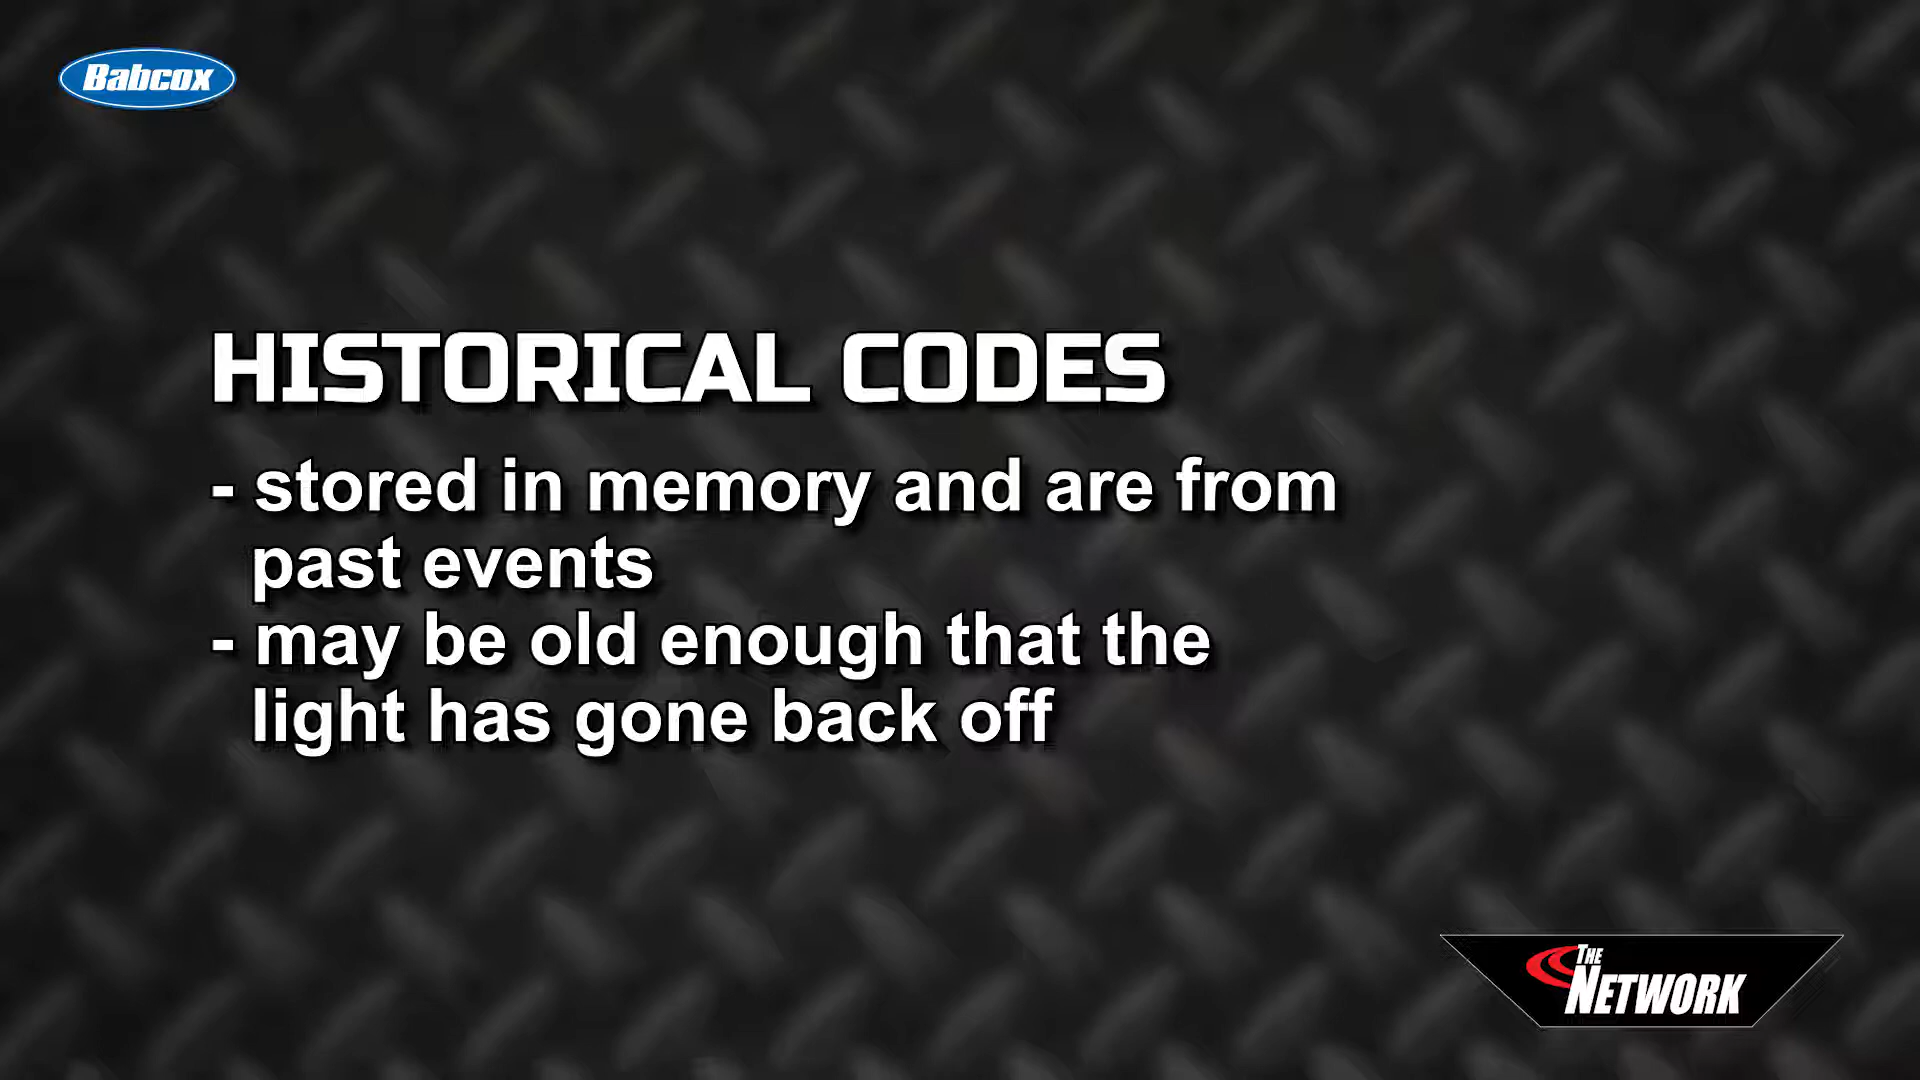 Babcox
HISTORICAL CODES
- stored in memory and are from
past events
- may be old enough that the
light has gone back off
THE
NETWORK